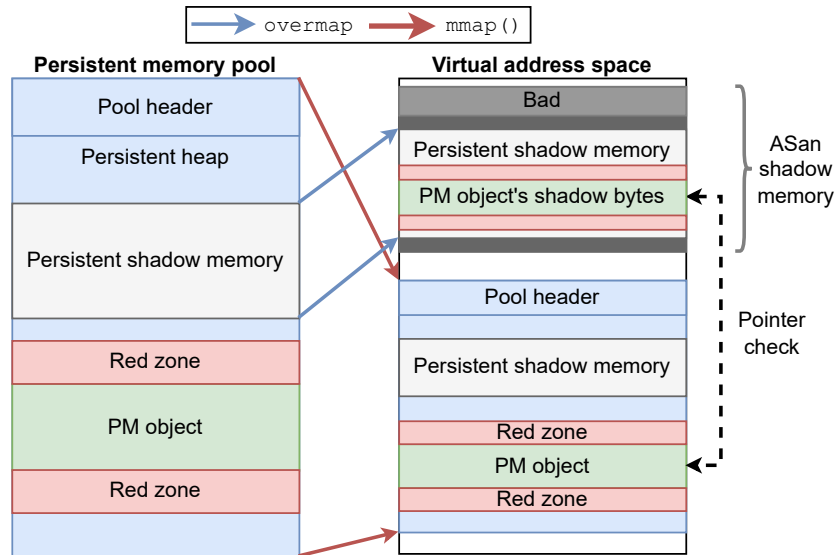 overmap mmap()
Persistent memory pool
Virtual address space
Pool header
Persistent heap
Persistent shadow memory
Red zone
PM object
Red zone
Bad
Persistent shadow memory
PM object's shadow bytes
Pool header
Persistent shadow memory
Red zone
PM object
Red zone
ASan
shadow
memory
Pointer
check